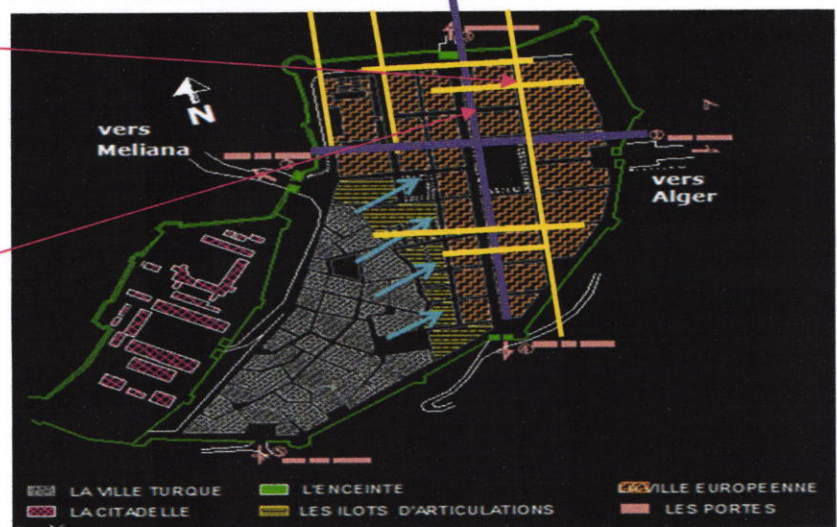 N
vers
Meliana
vers
Alger
LA VILLE TURQUE
L'ENCEINTE
VILLE EUROPEENNE
LA CITADELLE
LES ILOTS D'ARTICULATIONS
LES PORTES